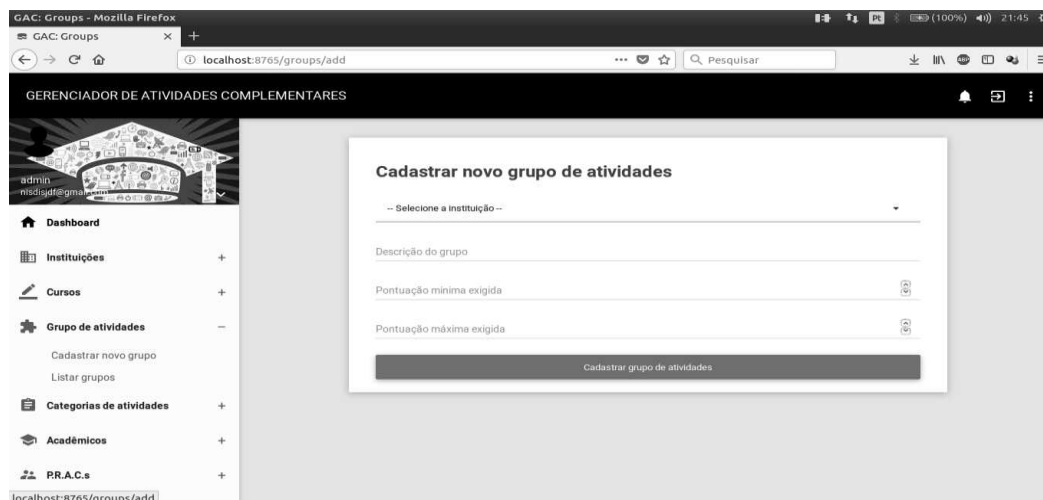 GAC: Groups - Mozilla Firefox
Pt (100%) 21:45
GAC: Groups × +
localhost:8765/groups/add
Pesquisar
ABP
GERENCIADOR DE ATIVIDADES COMPLEMENTARES
admin
Dashboard
Instituições +
Cursos +
Grupo de atividades −
Cadastrar novo grupo
Listar grupos
Categorias de atividades +
Acadêmicos +
P.R.A.C.s +
localhost:8765/groups/add
Cadastrar novo grupo de atividades
-- Selecione a instituição --
Descrição do grupo
Pontuação mínima exigida
Pontuação máxima exigida
Cadastrar grupo de atividades